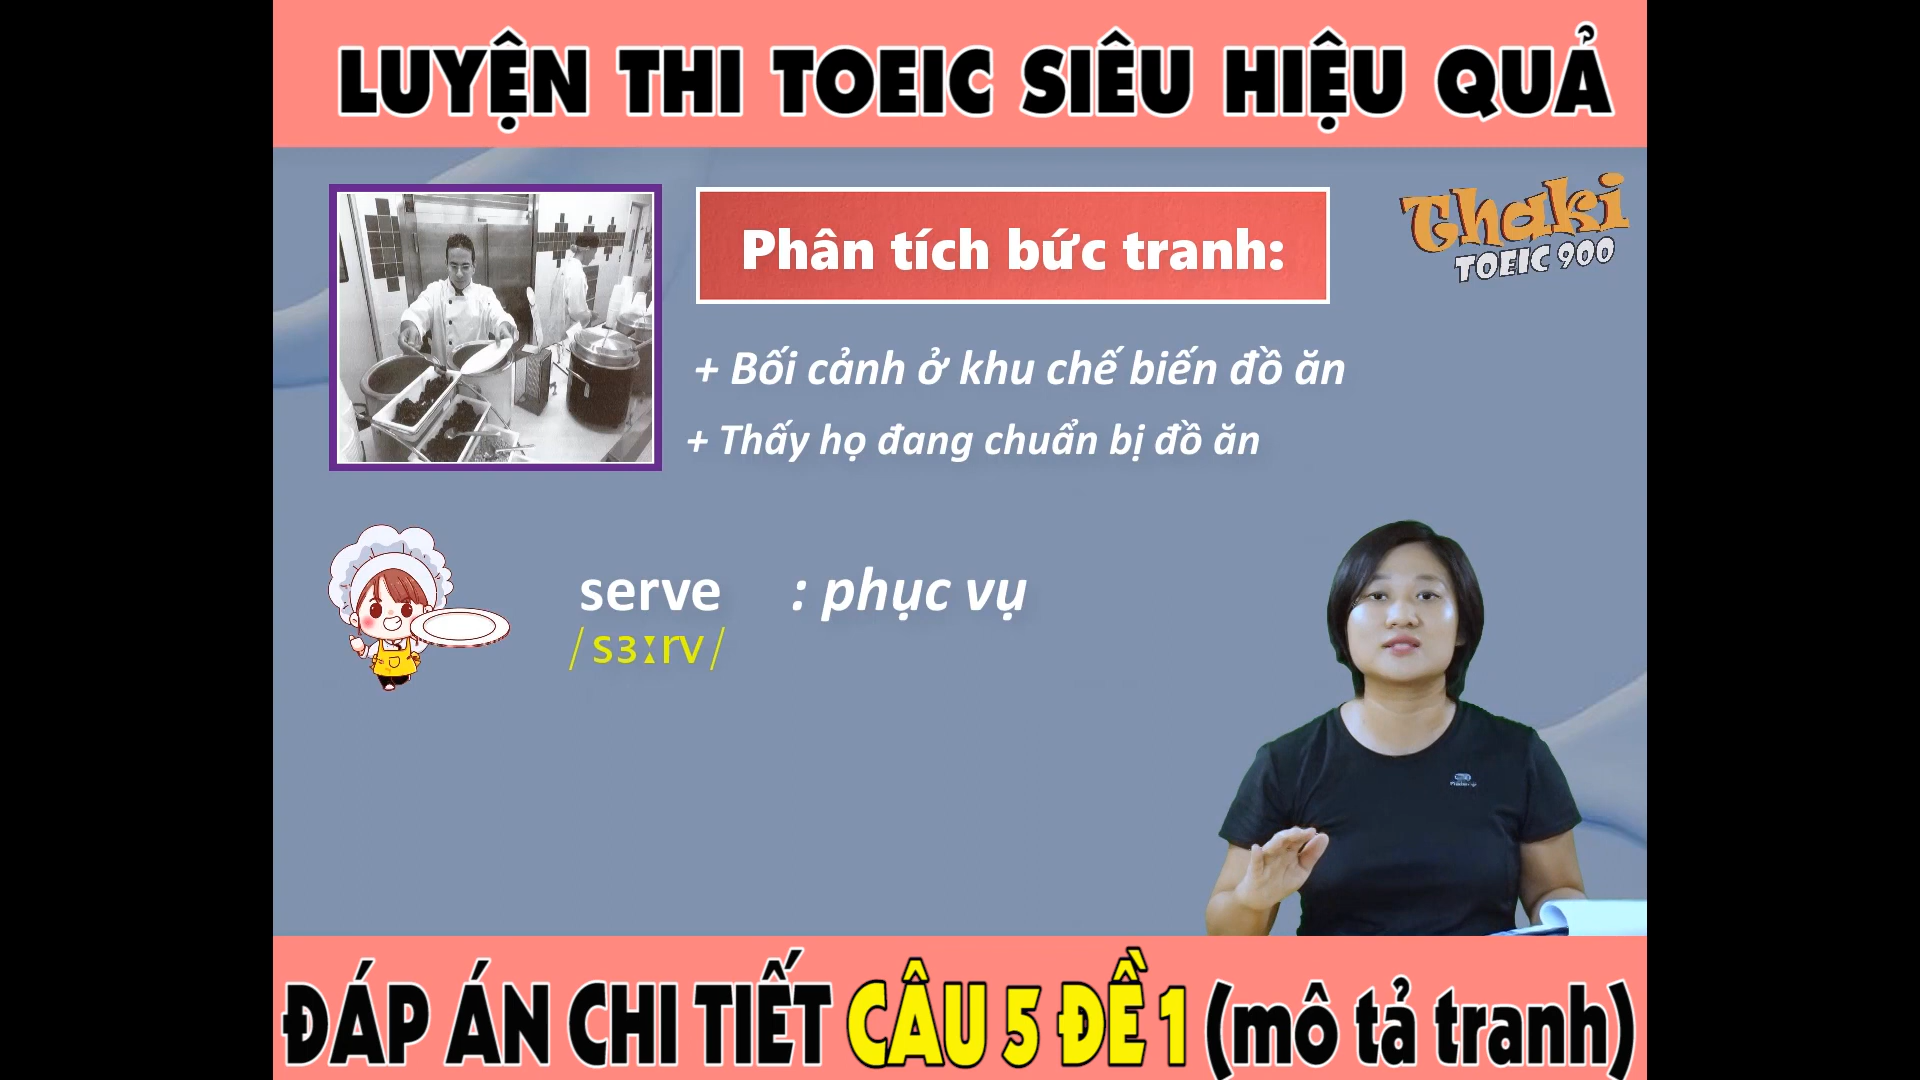 LUYỆN THI TOEIC SIÊU HIỆU QUẢ
Phân tích bức tranh:
Thaki
TOEIC 900
+ Bối cảnh ở khu chế biến đồ ăn
+ Thấy họ đang chuẩn bị đồ ăn
serve : phục vụ
/sɜːrv/
ĐÁP ÁN CHI TIẾT CÂU 5 ĐỀ 1 (mô tả tranh)